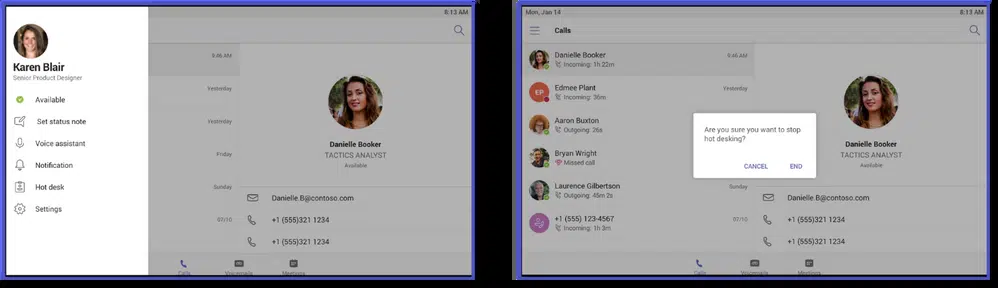 8:13 AM
Karen Blair
Senior Product Designer
Available
Set status note
Voice assistant
Notification
Hot desk
Settings
9:46 AM
Yesterday
Yesterday
Friday
Sunday
07/10
Danielle Booker
TACTICS ANALYST
Available
Danielle.B@contoso.com
+1 (555)321 1234
+1 (555)321 1234
Calls
Voicemails
Meetings
Mon, Jan 14
8:13 AM
Calls
Danielle Booker
Incoming: 1h 22m
9:46 AM
Edmee Plant
Incoming: 36m
Yesterday
EP
Aaron Buxton
Outgoing: 26s
Bryan Wright
Missed call
Laurence Gilbertson
Outgoing: 45m 2s
+1 (555) 123-4567
Incoming: 1h 3m
07/10
Are you sure you want to stop
hot desking?
CANCEL
END
Danielle Booker
TACTICS ANALYST
Available
Danielle.B@contoso.com
+1 (555)321 1234
+1 (555)321 1234
Calls
Voicemails
Meetings